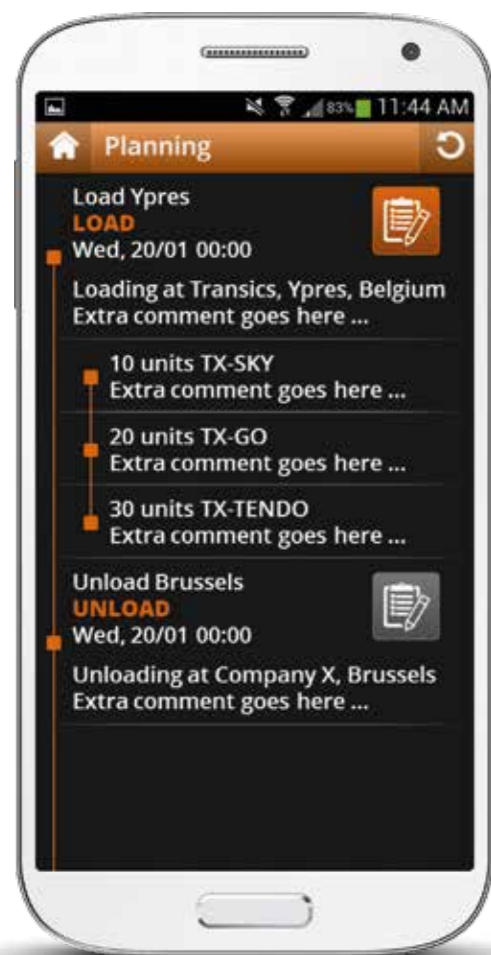 83% 11:44 AM
Planning
Load Ypres
LOAD
Wed, 20/01 00:00
Loading at Transics, Ypres, Belgium
Extra comment goes here ...
10 units TX-SKY
Extra comment goes here ...
20 units TX-GO
Extra comment goes here ...
30 units TX-TENDO
Extra comment goes here ...
Unload Brussels
UNLOAD
Wed, 20/01 00:00
Unloading at Company X, Brussels
Extra comment goes here ...